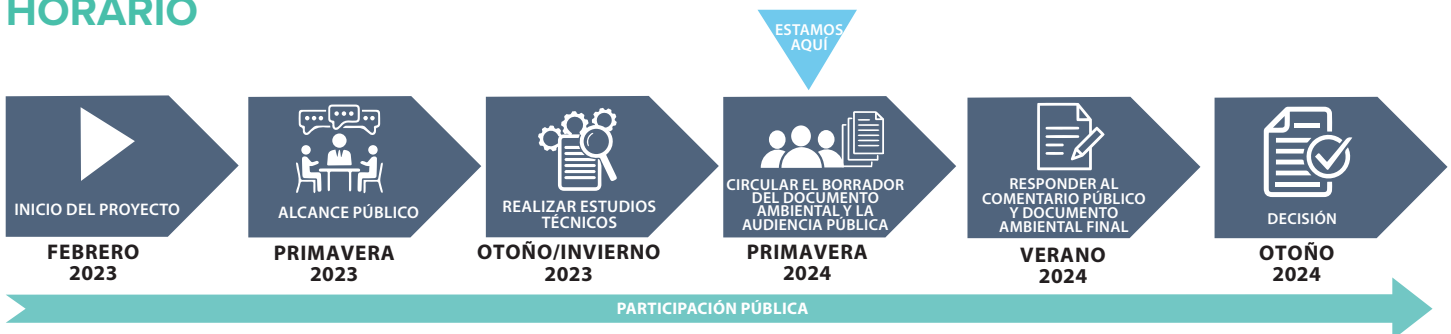 HORARIO
ESTAMOS
AQUÍ
INICIO DEL PROYECTO
FEBRERO
2023
ALCANCE PÚBLICO
PRIMAVERA
2023
REALIZAR ESTUDIOS
TÉCNICOS
OTOÑO/INVIERNO
2023
CIRCULAR EL BORRADOR
DEL DOCUMENTO
AMBIENTAL Y LA
AUDIENCIA PÚBLICA
PRIMAVERA
2024
RESPONDER AL
COMENTARIO PÚBLICO
Y DOCUMENTO
AMBIENTAL FINAL
VERANO
2024
DECISIÓN
OTOÑO
2024
PARTICIPACIÓN PÚBLICA